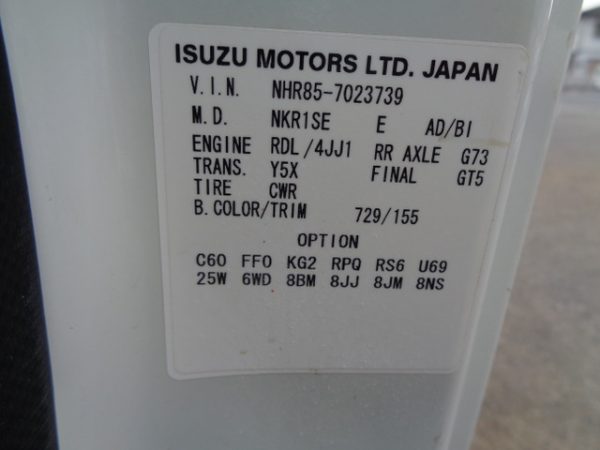 ISUZU MOTORS LTD. JAPAN
V.I.N. NHR85-7023739
M.D. NKR1SE E AD/BI
ENGINE RDL/4JJ1 RR AXLE G73
TRANS. Y5X FINAL GT5
TIRE CWR
B.COLOR/TRIM 729/155
OPTION
C60 FF0 KG2 RPQ RS6 U69
25W 6WD 8BM 8JJ 8JM 8NS